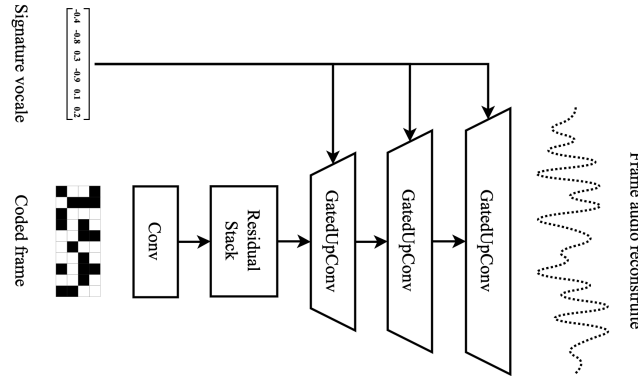 Signature vocale
-0.4 -0.8 0.3 -0.9 0.1 0.2
Coded frame
Conv
Residual
Stack
GatedUpConv
GatedUpConv
GatedUpConv
Frame audio reconstruite